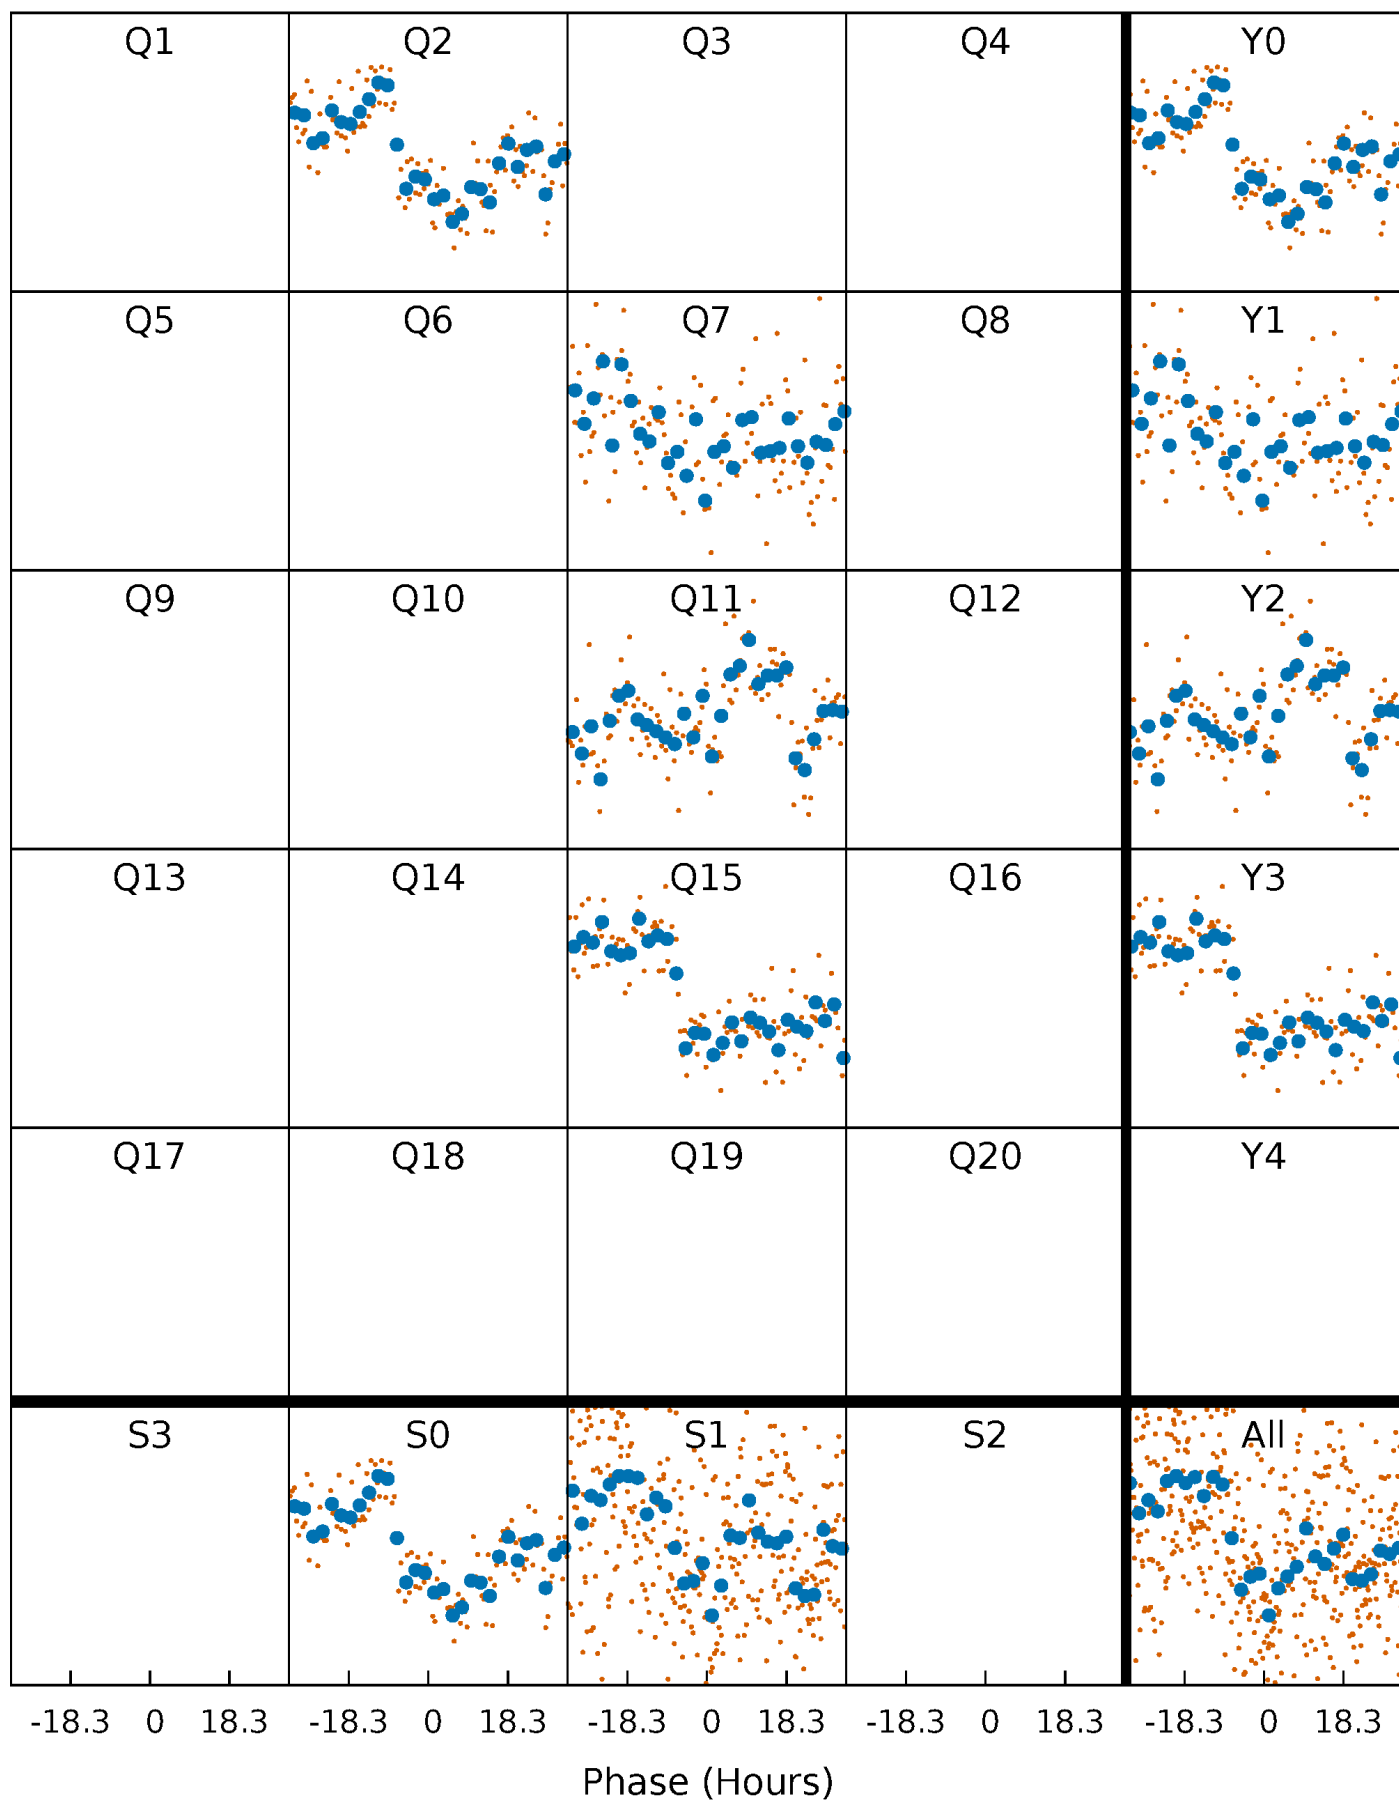 Q1 Q2 Q3 Q4 Y0
Q5 Q6 Q7 Q8 Y1
Q9 Q10 Q11 Q12 Y2
Q13 Q14 Q15 Q16 Y3
Q17 Q18 Q19 Q20 Y4
S3 S0 S1 S2 All
-18.3 0 18.3 -18.3 0 18.3 -18.3 0 18.3 -18.3 0 18.3 -18.3 0 18.3
Phase (Hours)